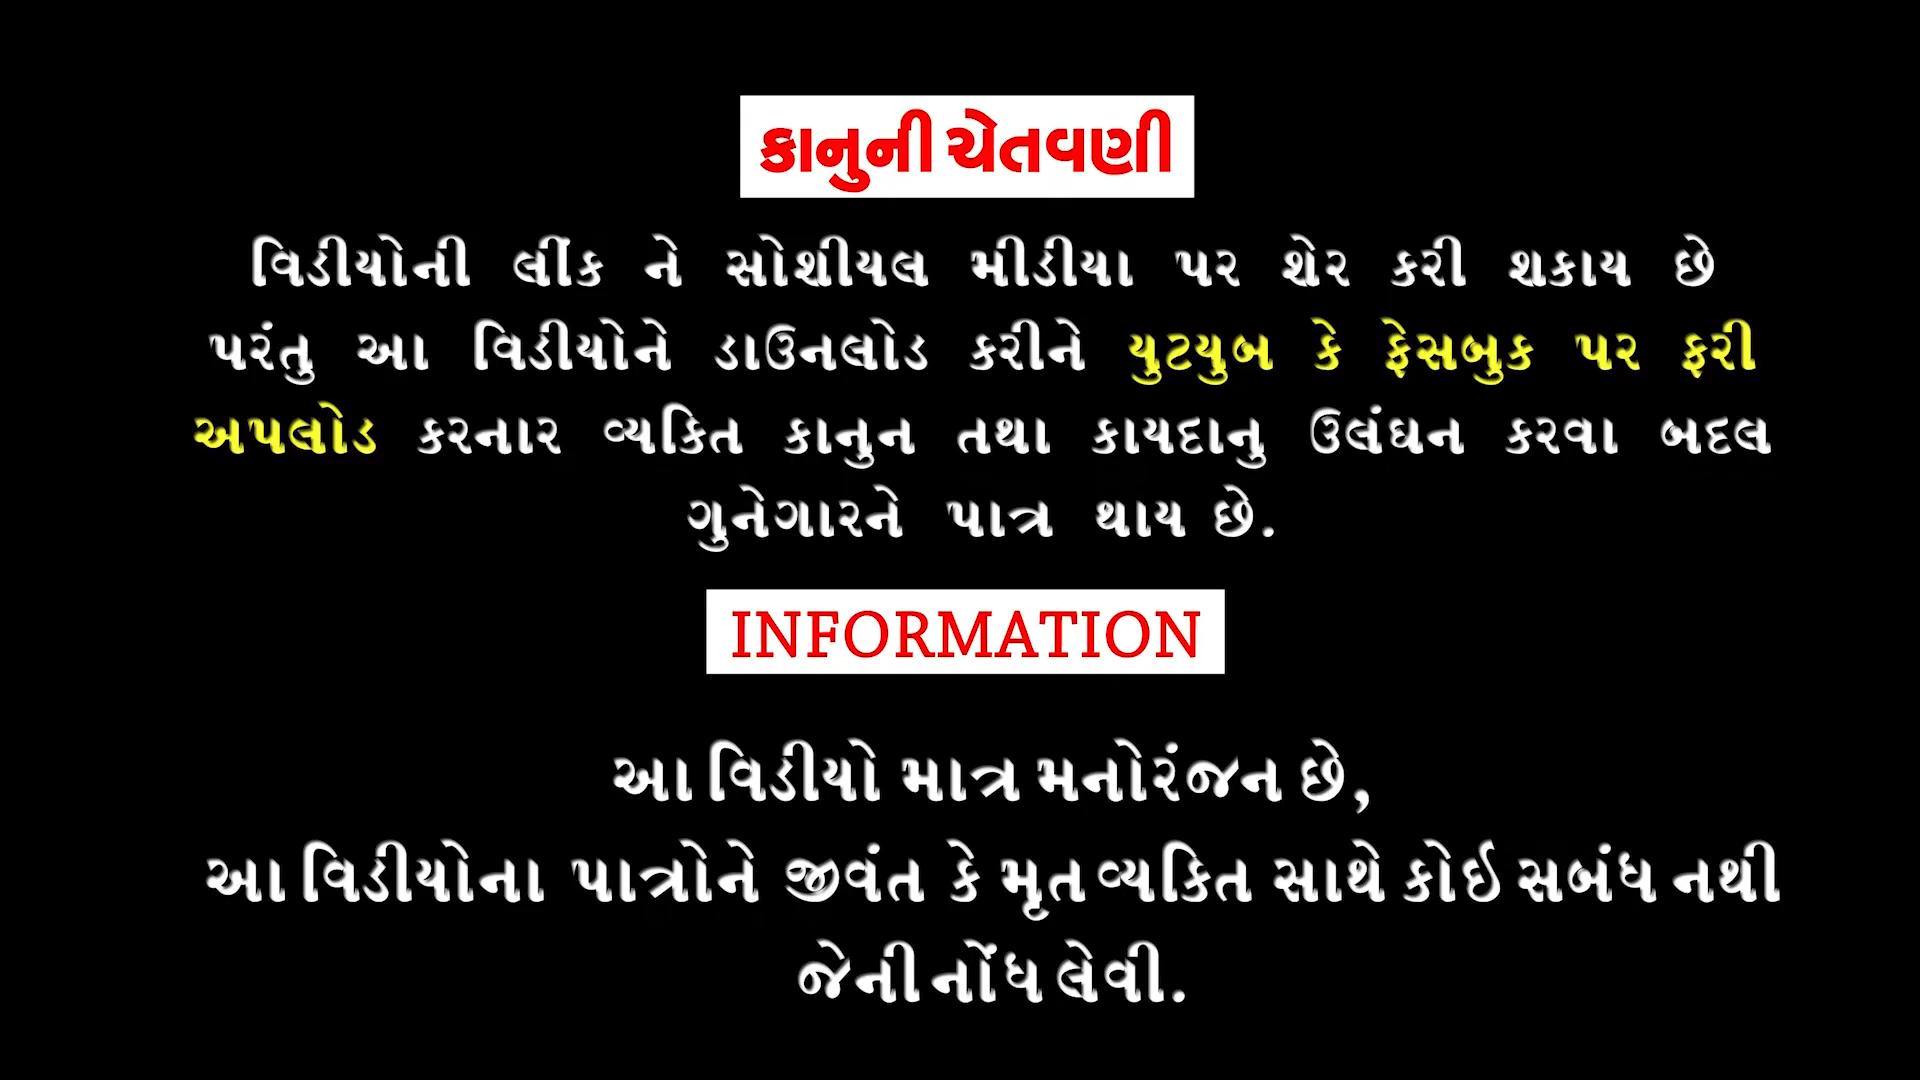 કાનુની ચેતવણી
વિડીયોની લીંક ને સોશીયલ મીડીયા પર શેર કરી શકાય છે
પરંતુ આ વિડીયોને ડાઉનલોડ કરીને યુટયુબ કે ફેસબુક પર ફરી
અપલોડ કરનાર વ્યકિત કાનુન તથા કાયદાનુ ઉલંઘન કરવા બદલ
ગુનેગારને પાત્ર થાય છે.
INFORMATION
આ વિડીયો માત્ર મનોરંજન છે,
આ વિડીયોના પાત્રોને જીવંત કે મૃત વ્યકિત સાથે કોઇ સબંધ નથી
જેની નોંધ લેવી.